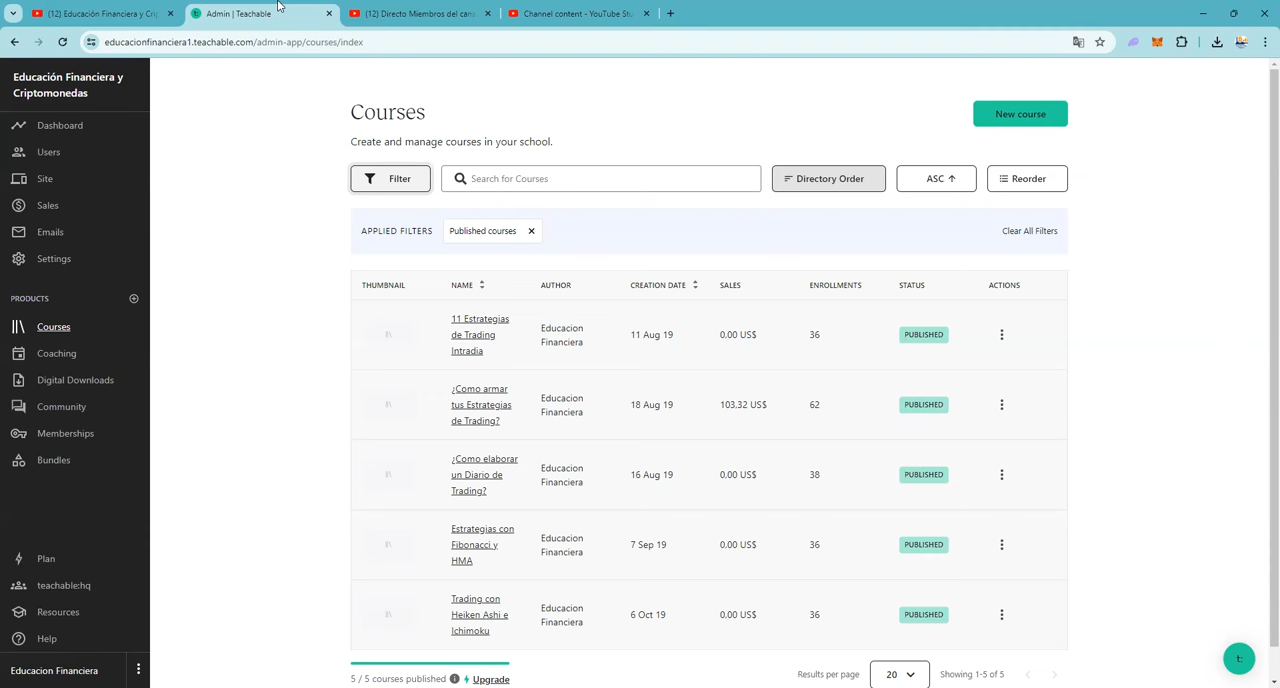 (12) Educación Financiera y Crip
Admin | Teachable
(12) Directo Miembros del cana
Channel content - YouTube Stu
educacionfinanciera1.teachable.com/admin-app/courses/index
Educación Financiera y
Criptomonedas
Dashboard
Users
Site
Sales
Emails
Settings
PRODUCTS
Courses
Coaching
Digital Downloads
Community
Memberships
Bundles
Plan
teachable:hq
Resources
Help
Educacion Financiera
Courses
New course
Create and manage courses in your school.
Filter
Search for Courses
Directory Order
ASC
Reorder
APPLIED FILTERS
Published courses
Clear All Filters
THUMBNAIL NAME AUTHOR CREATION DATE SALES ENROLLMENTS STATUS ACTIONS
11 Estrategias
de Trading
Intradia
Educacion
Financiera
11 Aug 19
0,00 US$
36
PUBLISHED
¿Como armar
tus Estrategias
de Trading?
Educacion
Financiera
18 Aug 19
103,32 US$
62
PUBLISHED
¿Como elaborar
un Diario de
Trading?
Educacion
Financiera
16 Aug 19
0,00 US$
38
PUBLISHED
Estrategias con
Fibonacci y
HMA
Educacion
Financiera
7 Sep 19
0,00 US$
36
PUBLISHED
Trading con
Heiken Ashi e
Ichimoku
Educacion
Financiera
6 Oct 19
0,00 US$
36
PUBLISHED
5 / 5 courses published
Upgrade
Results per page
20
Showing 1-5 of 5
t: